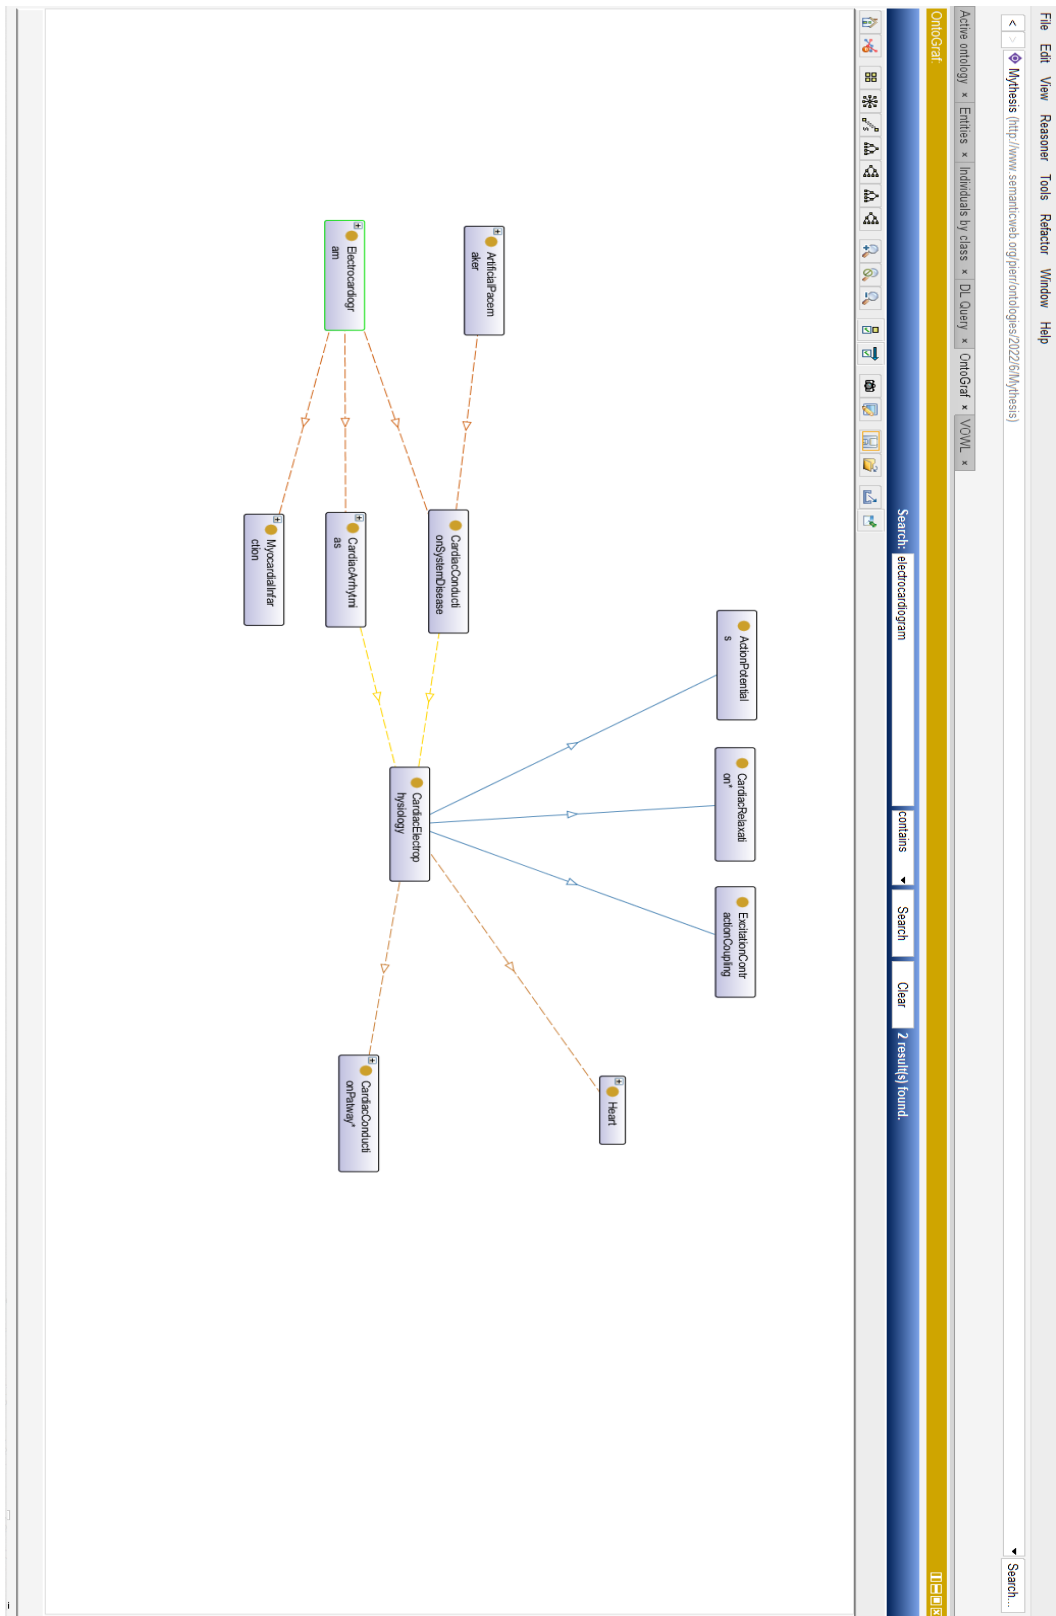 File Edit View Reasoner Tools Refactor Window Help
< > Mythesis (http://www.semanticweb.org/pierr/ontologies/2022/6/Mythesis) Search...
Active ontology × Entities × Individuals by class × DL Query × OntoGraf × VOWL ×
OntoGraf:
Search: electrocardiogram contains Search Clear 2 result(s) found.
ActionPotential
s
CardiacRelaxati
on*
ExcitationContr
actionCoupling
Heart
ArtificialPacem
aker
CardiacConducti
onSystemDisease
CardiacElectrop
hysiology
Electrocardiogr
am
CardiacArrhytmi
as
CardiacConducti
onPatway*
MyocardialInfar
ction